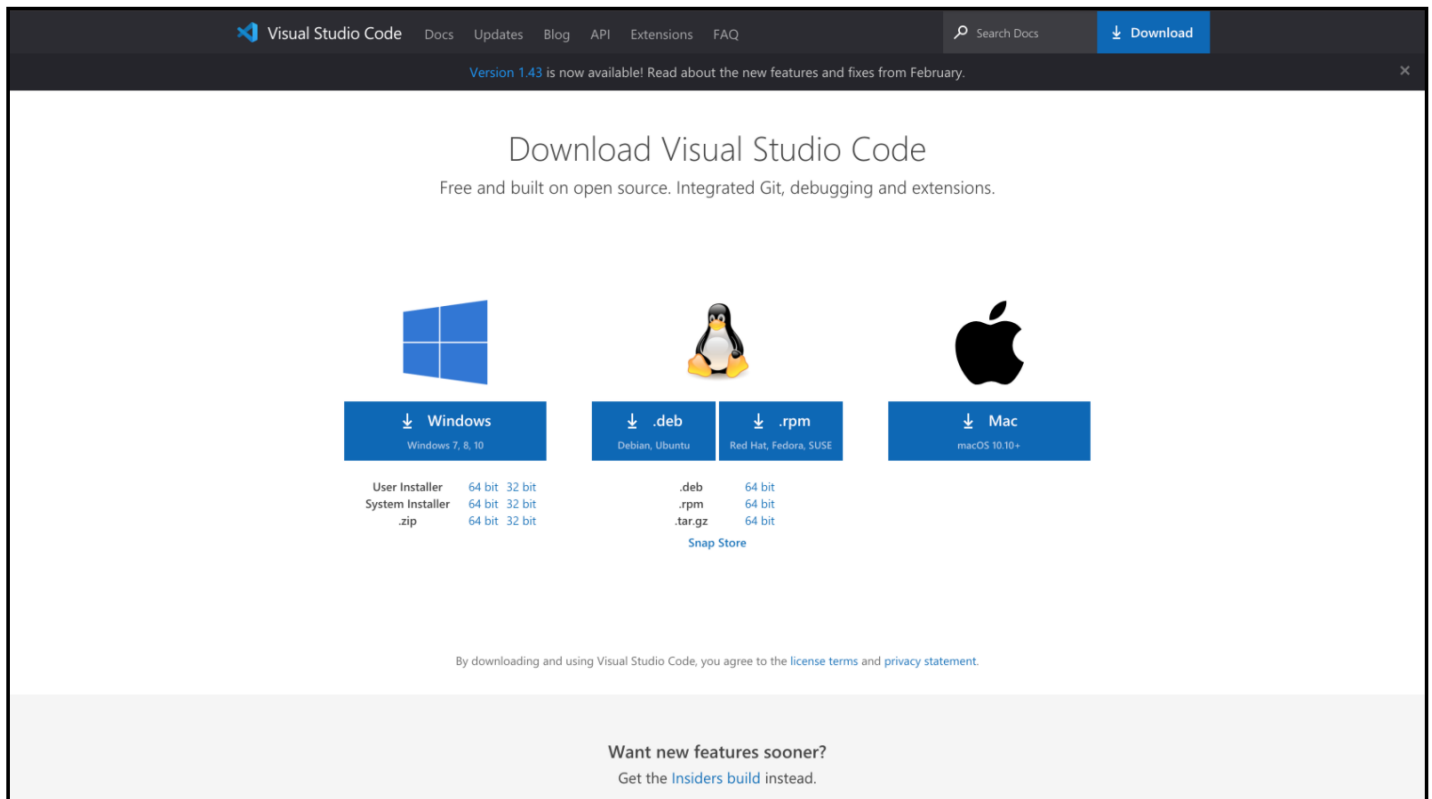 Visual Studio Code Docs Updates Blog API Extensions FAQ Search Docs Download
Version 1.43 is now available! Read about the new features and fixes from February.
Download Visual Studio Code
Free and built on open source. Integrated Git, debugging and extensions.
Windows
Windows 7, 8, 10
User Installer 64 bit 32 bit
System Installer 64 bit 32 bit
.zip 64 bit 32 bit
.deb
Debian, Ubuntu
.rpm
Red Hat, Fedora, SUSE
.deb 64 bit
.rpm 64 bit
.tar.gz 64 bit
Snap Store
Mac
macOS 10.10+
By downloading and using Visual Studio Code, you agree to the license terms and privacy statement.
Want new features sooner?
Get the Insiders build instead.